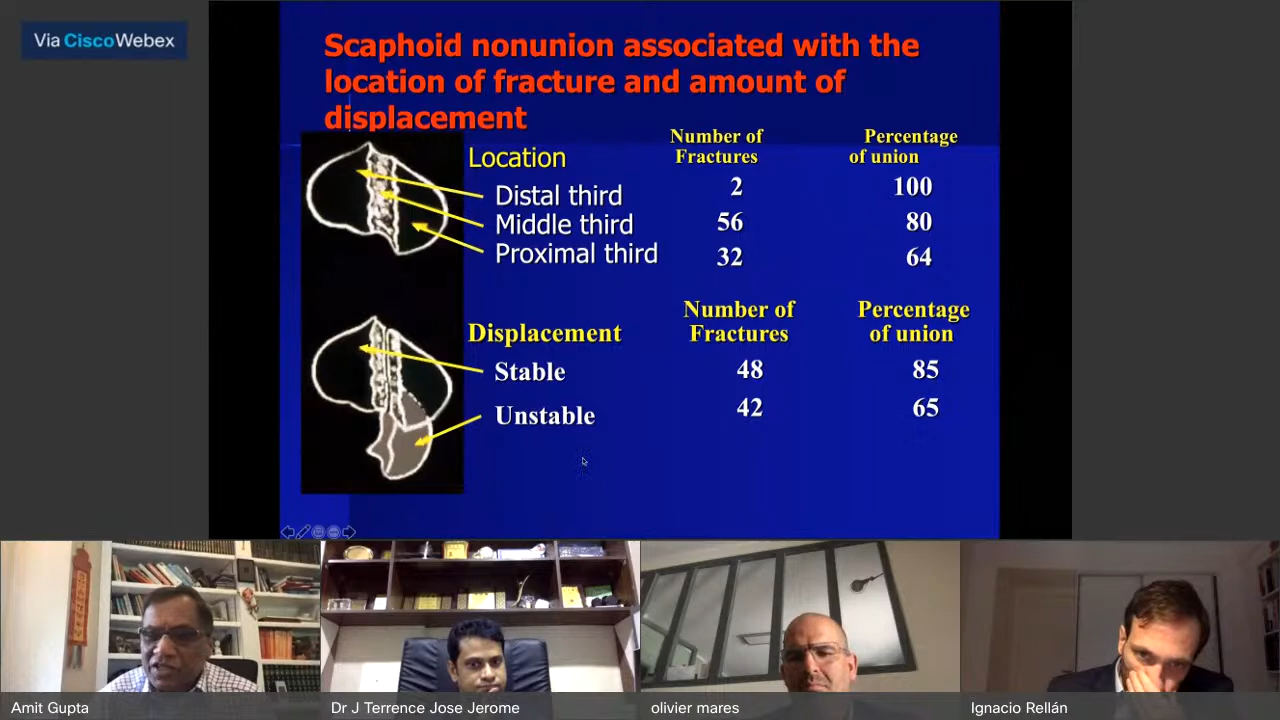 Via Cisco Webex
Scaphoid nonunion associated with the
location of fracture and amount of
displacement
Location
Number of
Fractures
Percentage
of union
Distal third 2 100
Middle third 56 80
Proximal third 32 64
Displacement
Number of
Fractures
Percentage
of union
Stable 48 85
Unstable 42 65
Amit Gupta
Dr J Terrence Jose Jerome
olivier mares
Ignacio Rellán